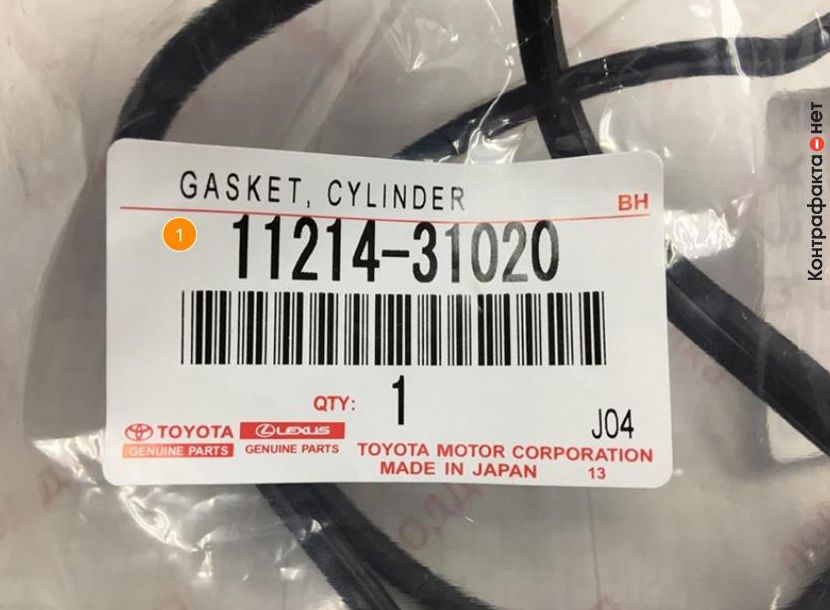 GASKET, CYLINDER
BH
1
11214-31020
QTY: 1
J04
TOYOTA LEXUS
GENUINE PARTS GENUINE PARTS
TOYOTA MOTOR CORPORATION
MADE IN JAPAN 13
Контрафакта нет